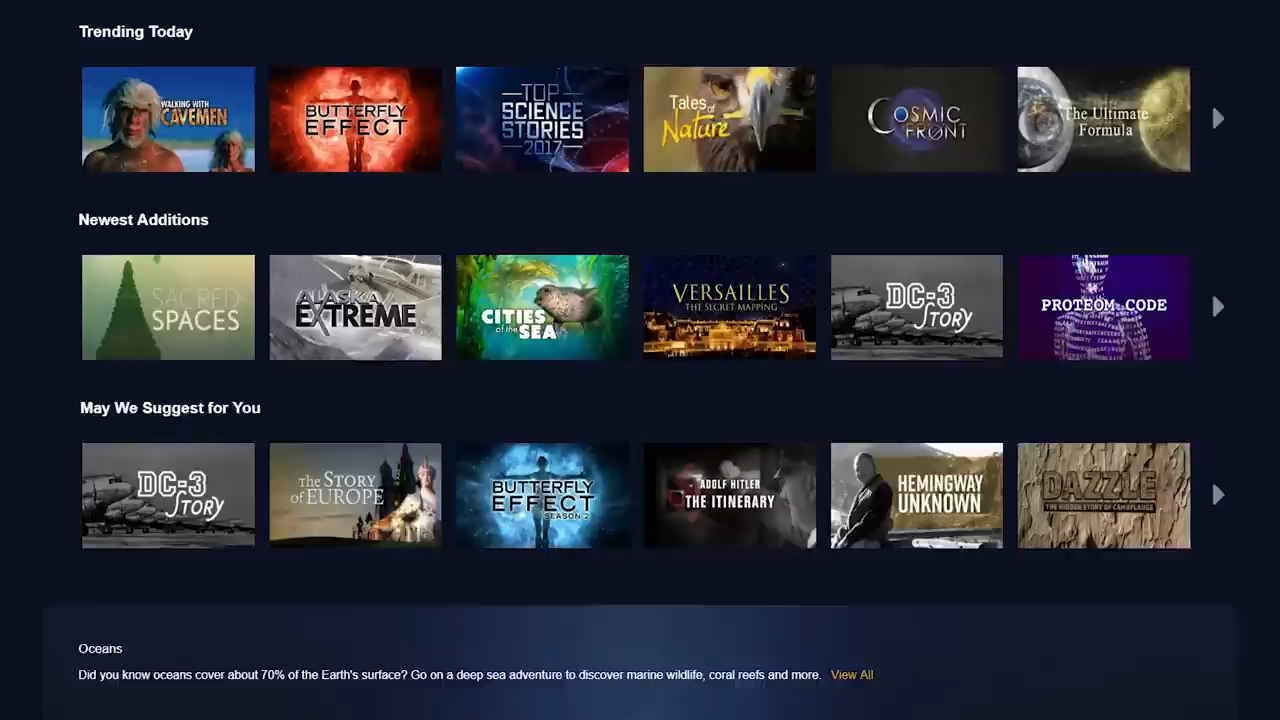 Trending Today
WALKING WITH
CAVEMEN
BUTTERFLY
EFFECT
TOP
SCIENCE
STORIES
2017
Tales of
Nature
COSMIC
FRONT
The Ultimate
Formula
Newest Additions
SACRED
SPACES
ALASKA
EXTREME
CITIES
of the SEA
VERSAILLES
THE SECRET MAPPING
DC-3
STORY
PROTEOM: CODE
May We Suggest for You
DC-3
STORY
The STORY
of EUROPE
BUTTERFLY
EFFECT
SEASON 2
ADOLF HITLER
THE ITINERARY
HEMINGWAY
UNKNOWN
DAZZLE
THE HIDDEN STORY OF CAMOFLAUGE
Oceans
Did you know oceans cover about 70% of the Earth's surface? Go on a deep sea adventure to discover marine wildlife, coral reefs and more. View All